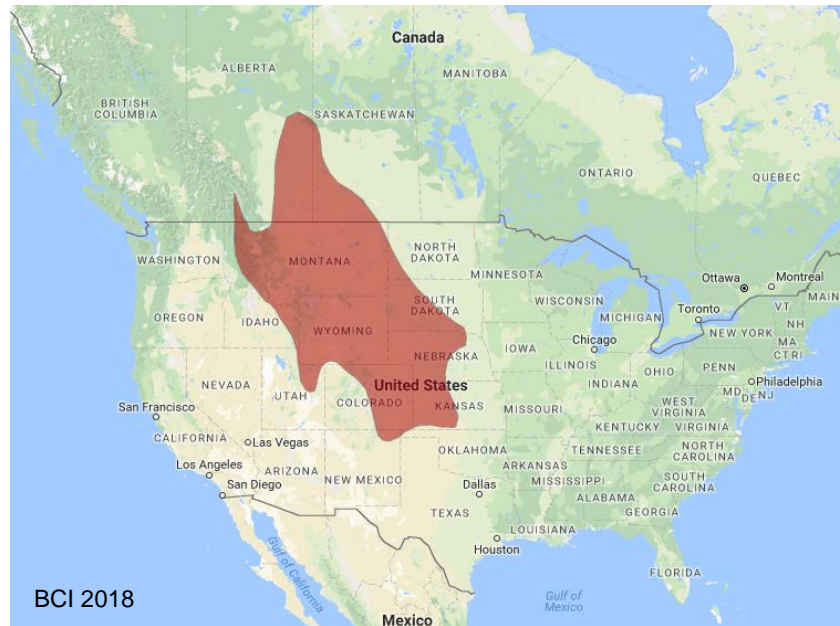 Canada
ALBERTA
MANITOBA
BRITISH
COLUMBIA
SASKATCHEWAN
ONTARIO
QUEBEC
WASHINGTON
MONTANA
NORTH
DAKOTA
MINNESOTA
Ottawa
Montreal
MAIN
OREGON
IDAHO
WYOMING
SOUTH
DAKOTA
WISCONSIN
MICHIGAN
Toronto
VT
NH
NEW YORK
MA
CT RI
NEBRASKA
IOWA
Chicago
ILLINOIS
INDIANA
OHIO
PENN
NEVADA
UTAH
COLORADO
United States
KANSAS
MISSOURI
WEST
VIRGINIA
MD
DE
NJ
Philadelphia
San Francisco
CALIFORNIA
Las Vegas
KENTUCKY
VIRGINIA
Los Angeles
ARIZONA
NEW MEXICO
OKLAHOMA
ARKANSAS
TENNESSEE
NORTH
CAROLINA
San Diego
Dallas
MISSISSIPPI
SOUTH
CAROLINA
TEXAS
ALABAMA
GEORGIA
LOUISIANA
Houston
FLORIDA
Gulf of California
Gulf of
Mexico
BCI 2018
Mexico